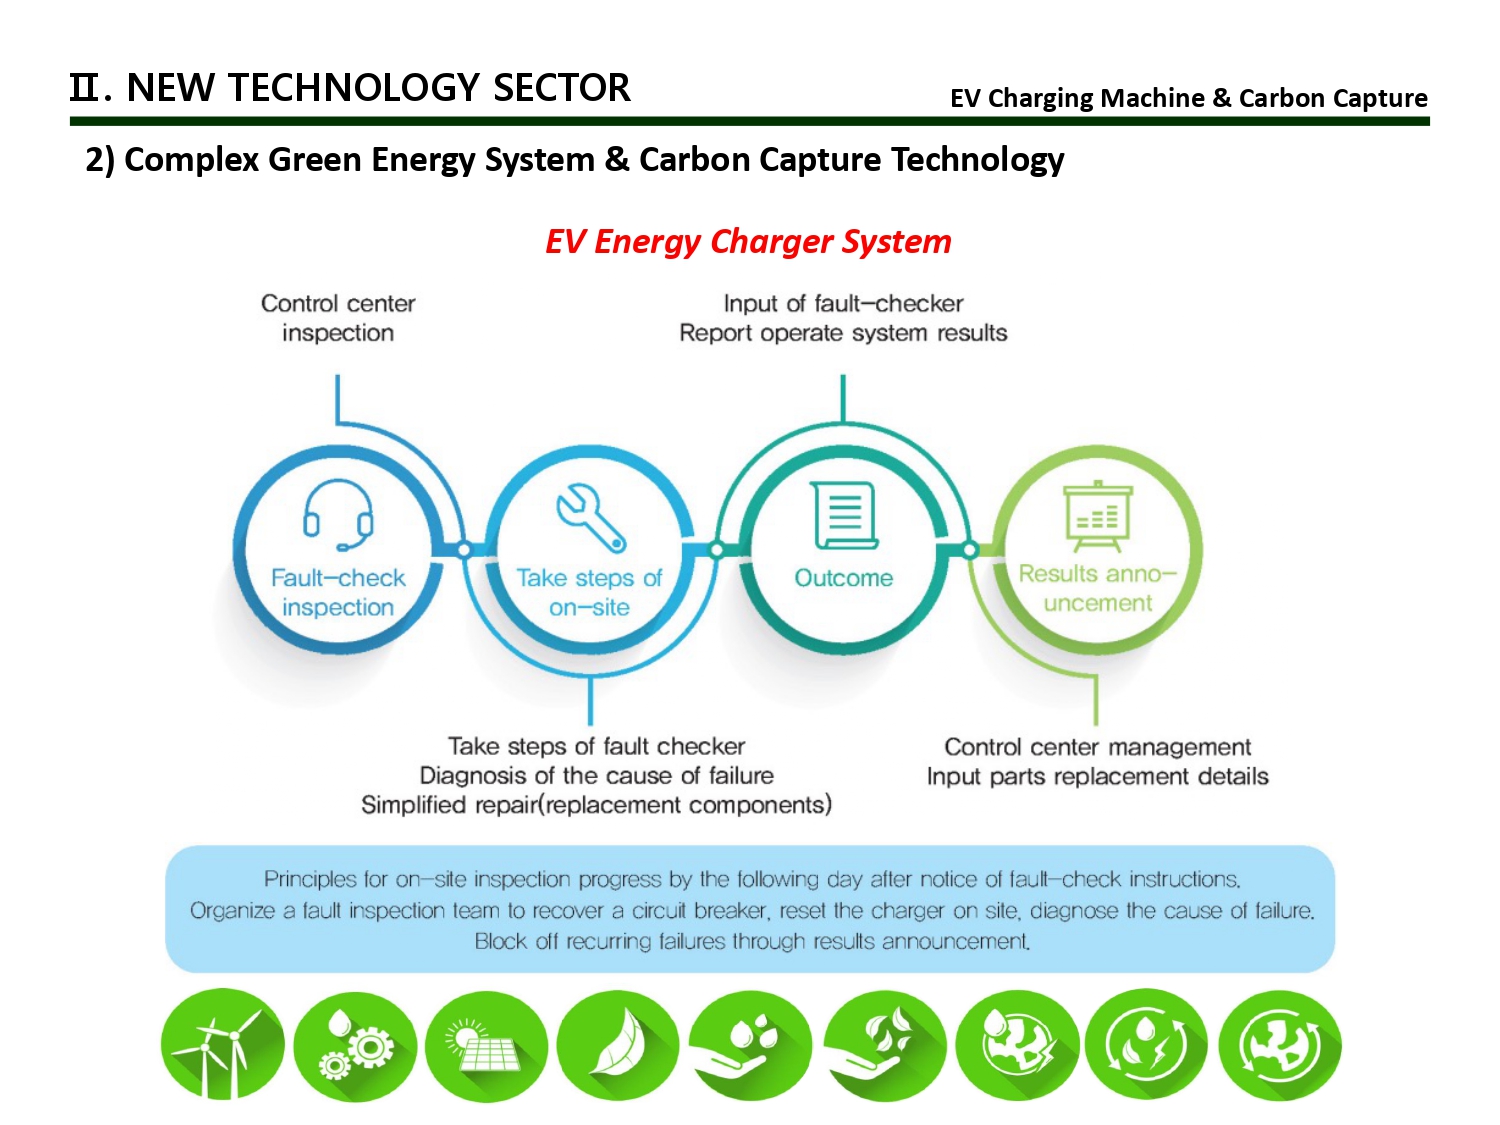 Ⅱ. NEW TECHNOLOGY SECTOR
EV Charging Machine & Carbon Capture
2) Complex Green Energy System & Carbon Capture Technology
EV Energy Charger System
Control center
inspection
Input of fault-checker
Report operate system results
Fault-check
inspection
Take steps of
on-site
Outcome
Results anno-
uncement
Take steps of fault checker
Diagnosis of the cause of failure
Simplified repair(replacement components)
Control center management
Input parts replacement details
Principles for on-site inspection progress by the following day after notice of fault-check instructions.
Organize a fault inspection team to recover a circuit breaker, reset the charger on site, diagnose the cause of failure.
Block off recurring failures through results announcement.